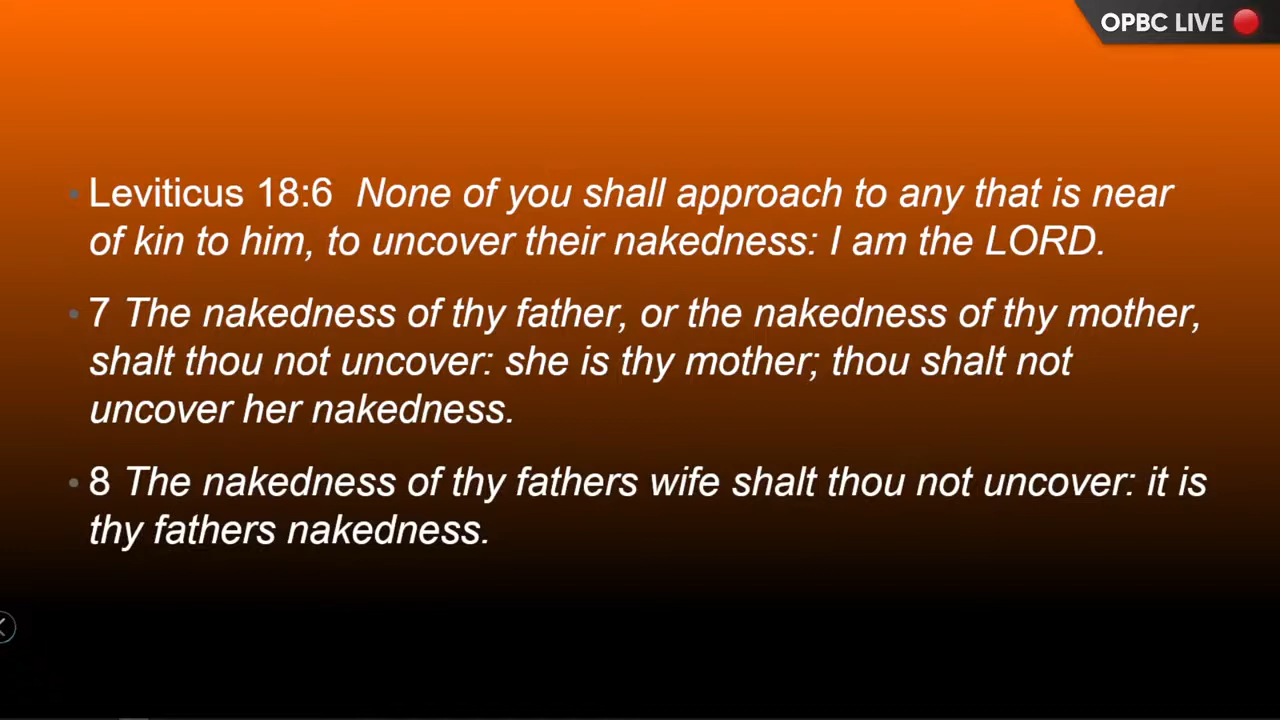 OPBC LIVE
Leviticus 18:6 None of you shall approach to any that is near
of kin to him, to uncover their nakedness: I am the LORD.
7 The nakedness of thy father, or the nakedness of thy mother,
shalt thou not uncover: she is thy mother; thou shalt not
uncover her nakedness.
8 The nakedness of thy fathers wife shalt thou not uncover: it is
thy fathers nakedness.